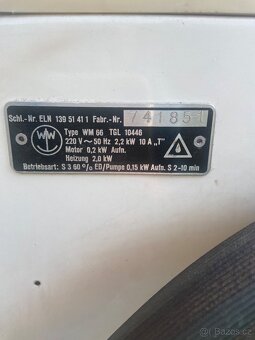 Schl.-Nr. ELN 139 51 41 1 Fabr.-Nr. 741851
WW
Type WM 66 TGL 10446
220 V ~ 50 Hz 2,2 kW 10 A „T"
Motor 0,2 kW Aufn.
Heizung 2,0 kW
Betriebsart: S 3 60 % ED/Pumpe 0,15 kW Aufn. S 2-10 min
sbazar.cz